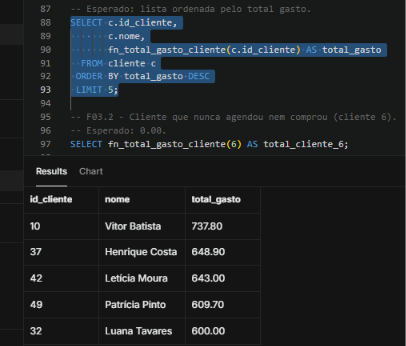 87 -- Esperado: lista ordenada pelo total gasto.
88 SELECT c.id_cliente,
89 c.nome,
90 fn_total_gasto_cliente(c.id_cliente) AS total_gasto
91 FROM cliente c
92 ORDER BY total_gasto DESC
93 LIMIT 5;
94
95 -- F03.2 - Cliente que nunca agendou nem comprou (cliente 6).
96 -- Esperado: 0.00.
97 SELECT fn_total_gasto_cliente(6) AS total_cliente_6;
Results Chart
id_cliente nome total_gasto
10 Vitor Batista 737.80
37 Henrique Costa 648.90
42 Letícia Moura 643.00
49 Patrícia Pinto 609.70
32 Luana Tavares 600.00